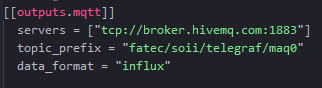 [[outputs.mqtt]]
servers = ["tcp://broker.hivemq.com:1883"]
topic_prefix = "fatec/soii/telegraf/maq0"
data_format = "influx"